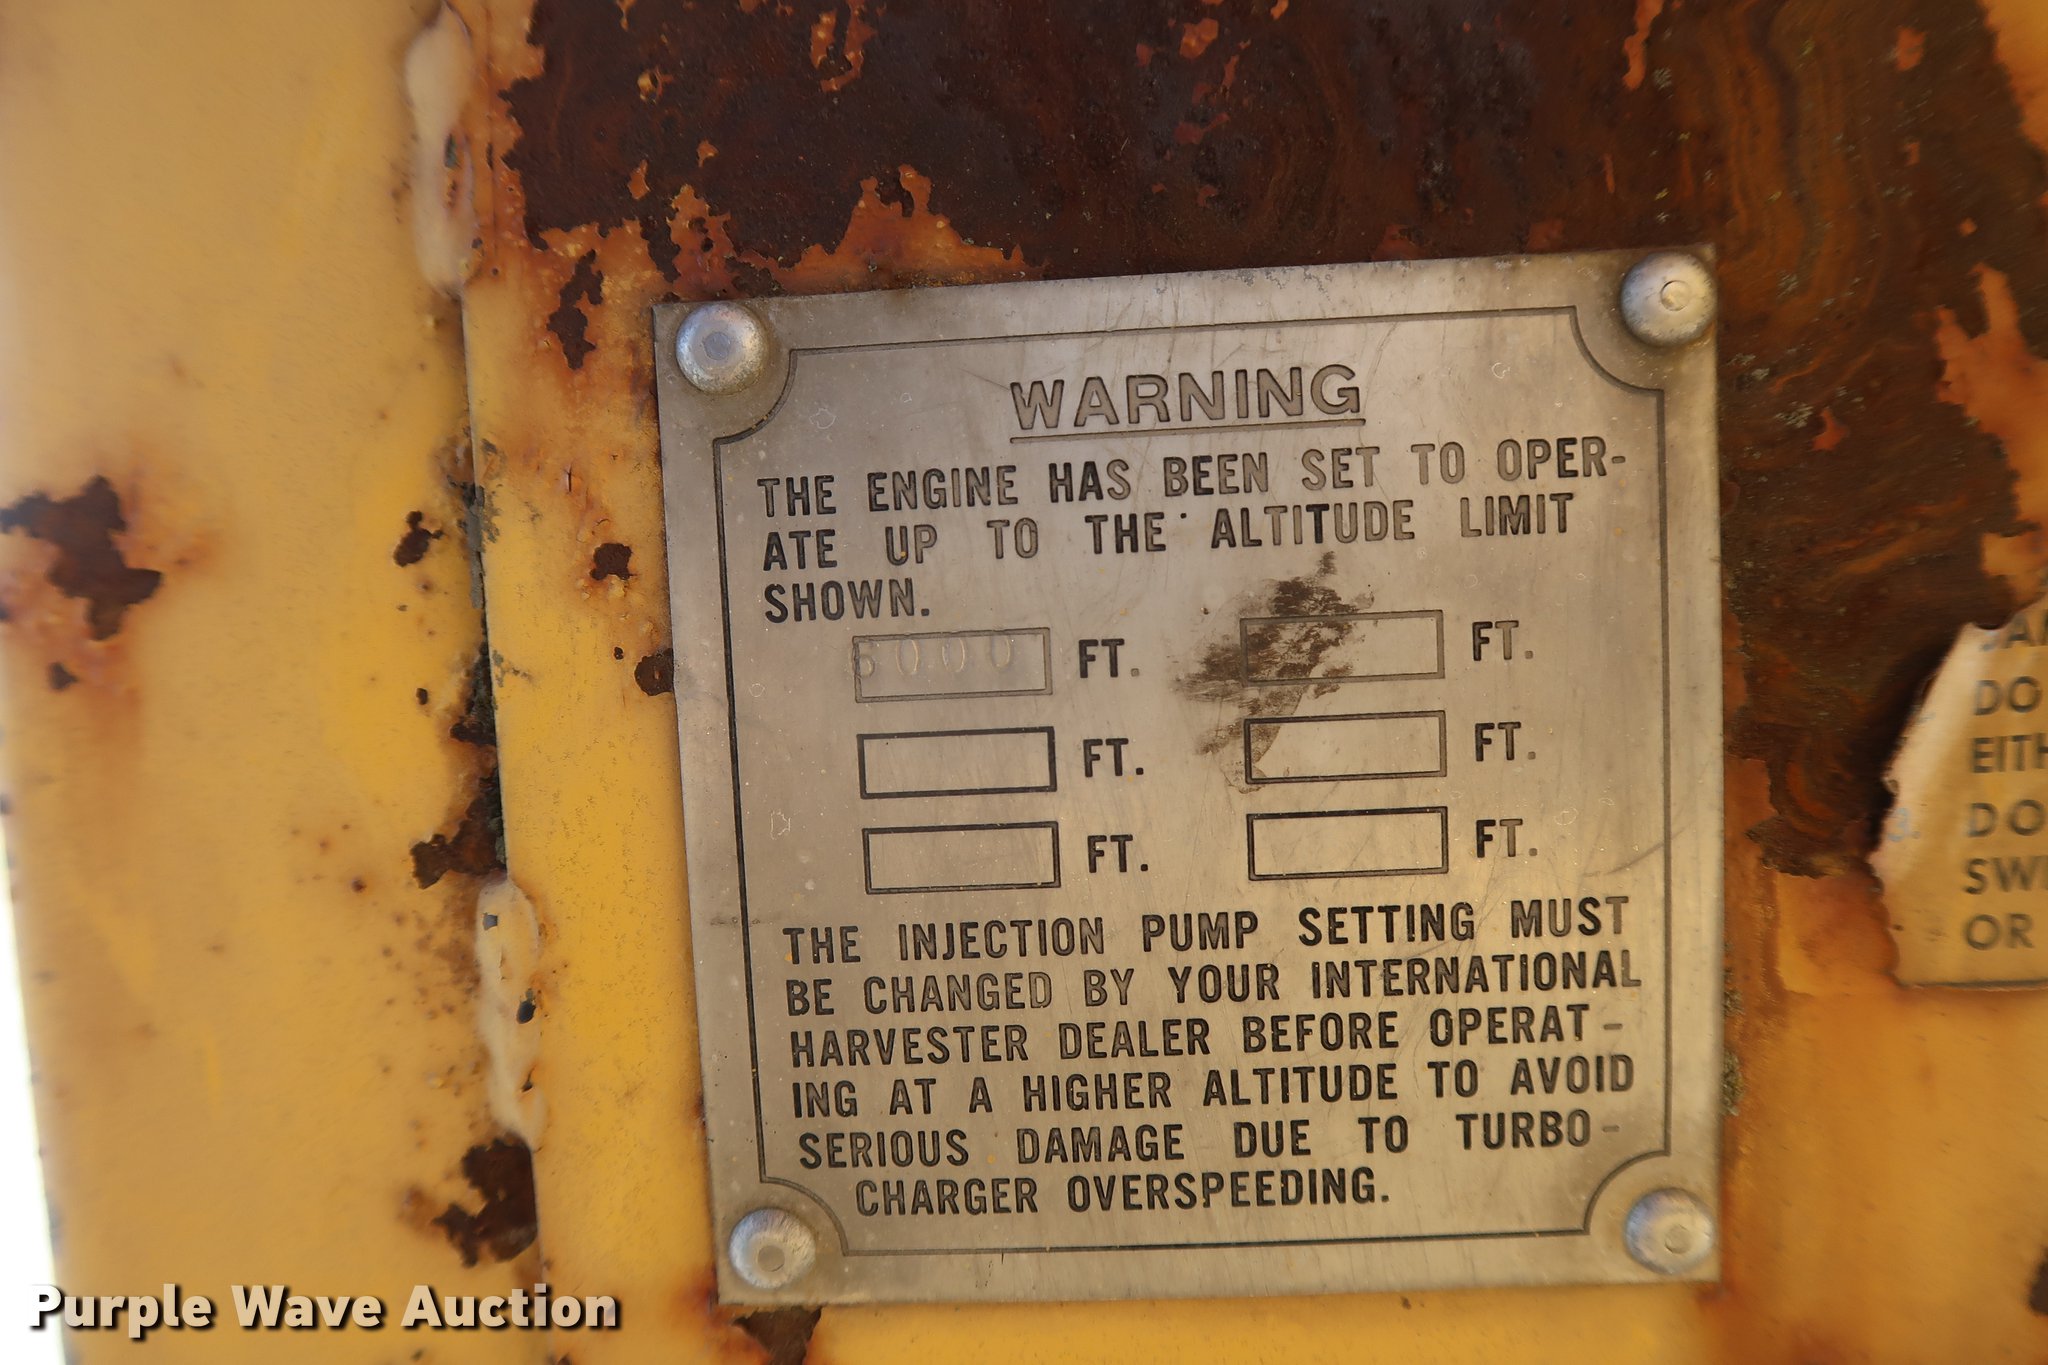 WARNING
THE ENGINE HAS BEEN SET TO OPER-
ATE UP TO THE ALTITUDE LIMIT
SHOWN.
6000 FT. FT.
FT. FT.
FT. FT.
THE INJECTION PUMP SETTING MUST
BE CHANGED BY YOUR INTERNATIONAL
HARVESTER DEALER BEFORE OPERAT-
ING AT A HIGHER ALTITUDE TO AVOID
SERIOUS DAMAGE DUE TO TURBO-
CHARGER OVERSPEEDING.
DO
EITH
3. DO
SWI
OR
Purple Wave Auction